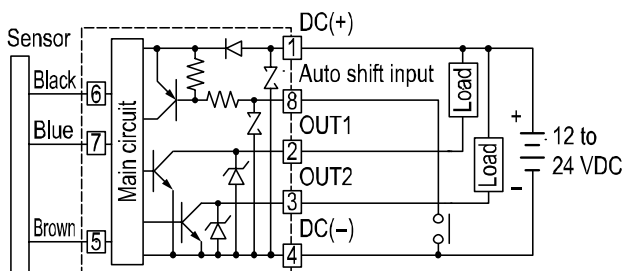 DC(+)
Sensor
1
Auto shift input
Black
6
8
Load
OUT1
Blue
7
Main circuit
2
Load
+
12 to
24 VDC
−
OUT2
3
Brown
5
DC(−)
4